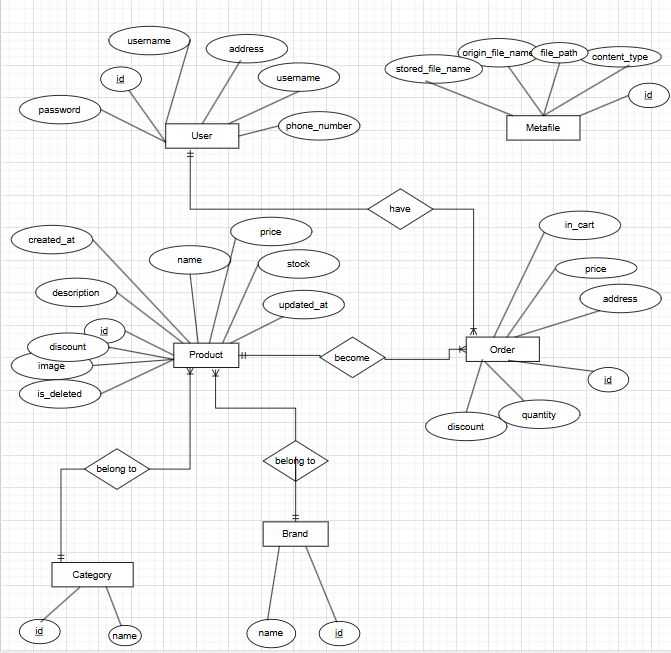 username
address
id
username
password
phone_number
User
origin_file_name
file_path
content_type
stored_file_name
id
Metafile
have
created_at
name
price
stock
description
updated_at
id
discount
image
is_deleted
Product
become
in_cart
price
address
Order
id
discount
quantity
belong to
belong to
Brand
Category
id
name
name
id